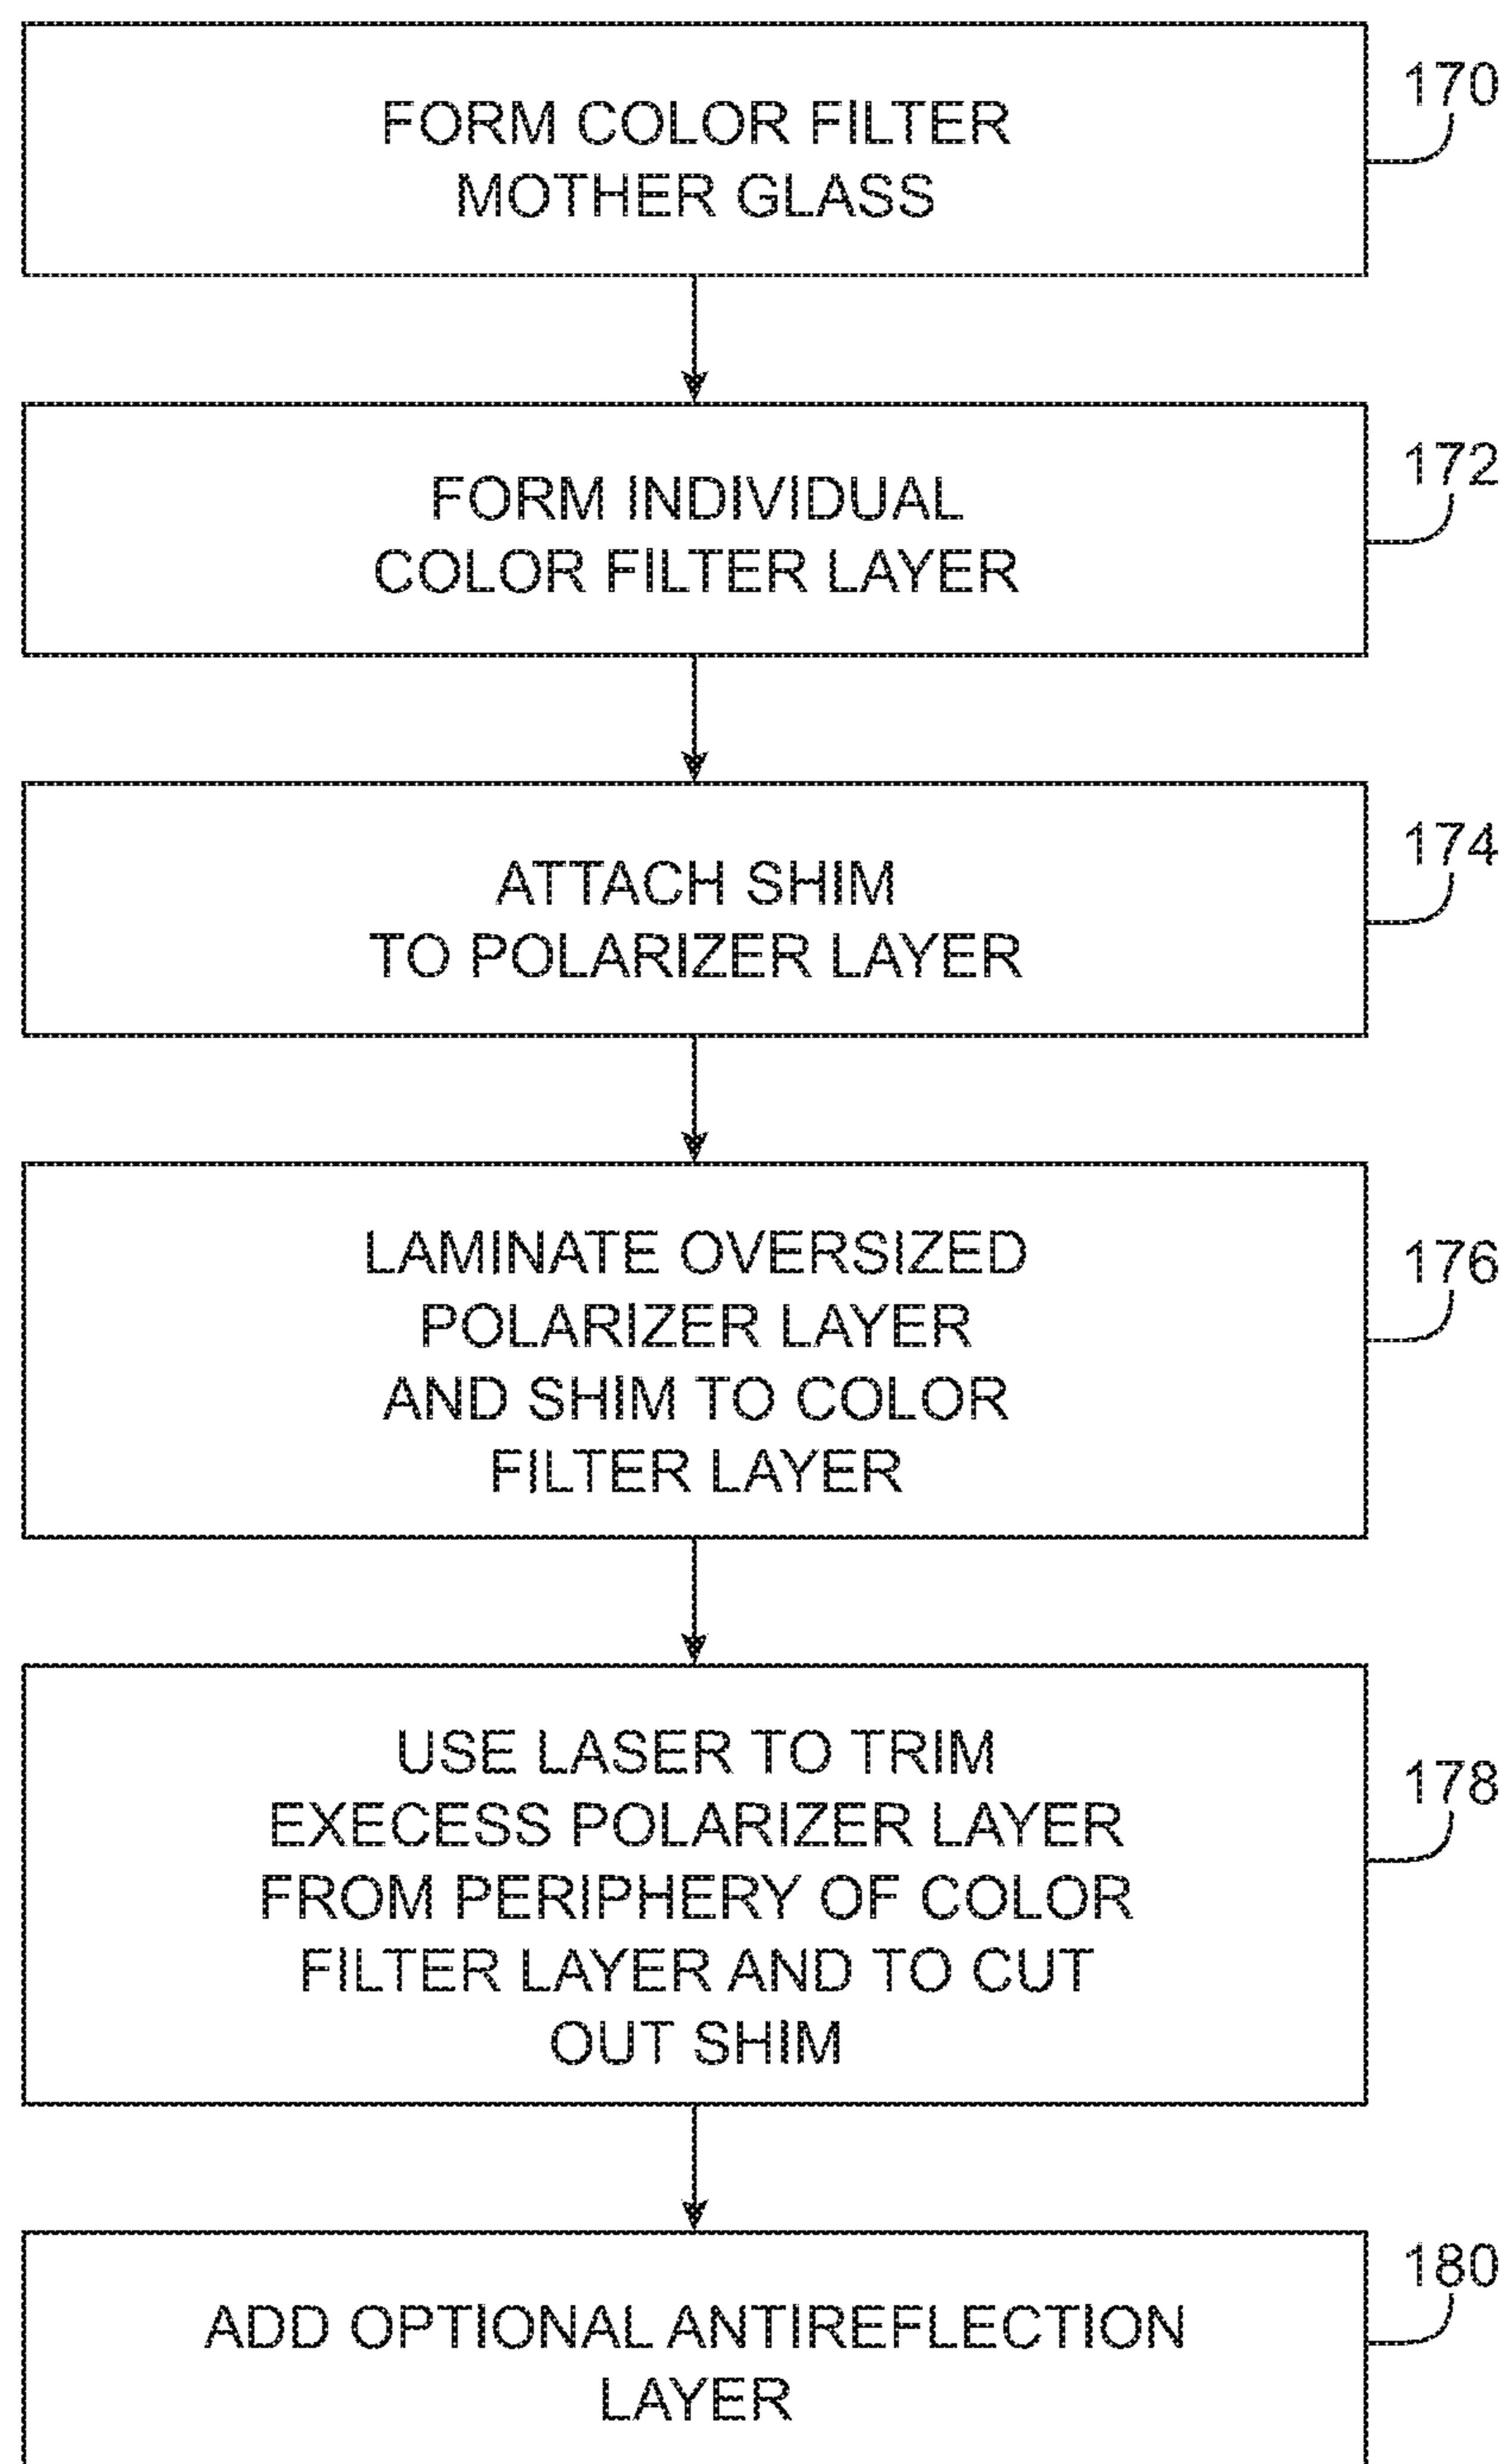 FORM COLOR FILTER
MOTHER GLASS
170
FORM INDIVIDUAL
COLOR FILTER LAYER
172
ATTACH SHIM
TO POLARIZER LAYER
174
LAMINATE OVERSIZED
POLARIZER LAYER
AND SHIM TO COLOR
FILTER LAYER
176
USE LASER TO TRIM
EXECESS POLARIZER LAYER
FROM PERIPHERY OF COLOR
FILTER LAYER AND TO CUT
OUT SHIM
178
ADD OPTIONAL ANTIREFLECTION
LAYER
180